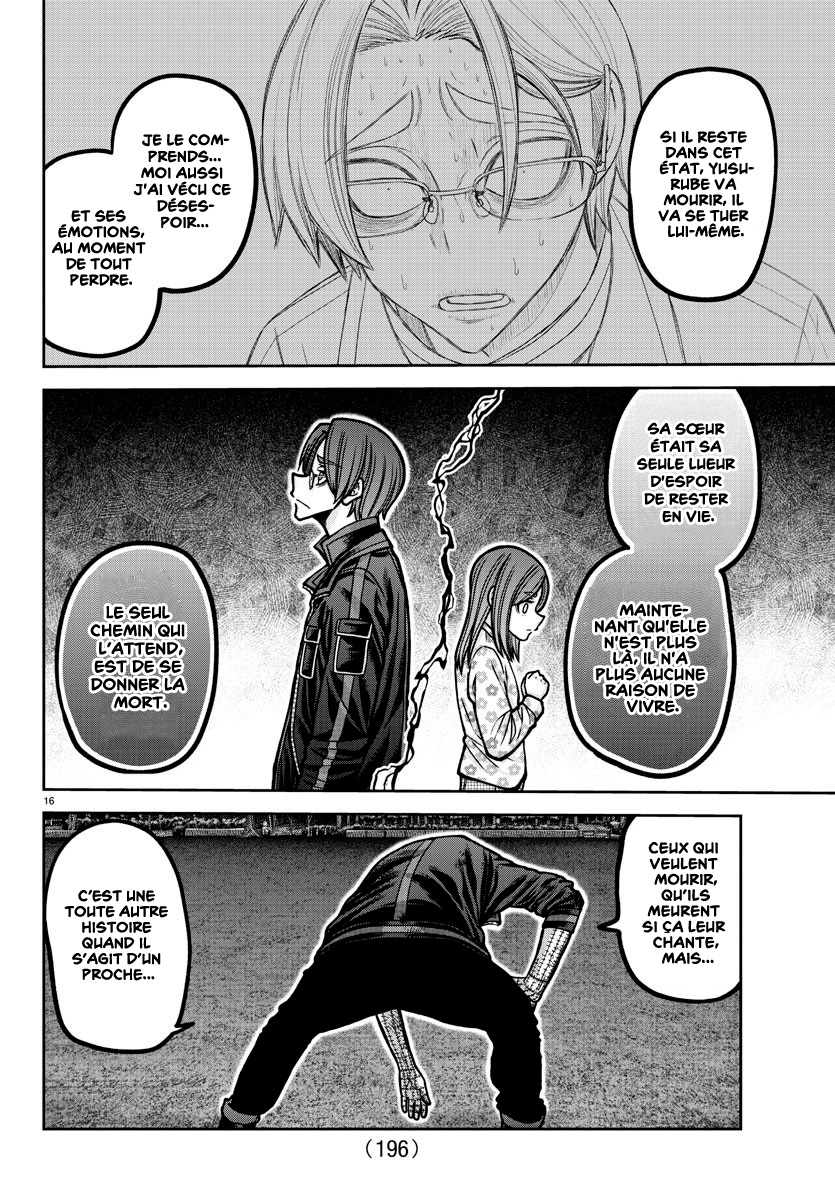 SI IL RESTE
DANS CET
ÉTAT, YUSU-
RUBE VA
MOURIR, IL
VA SE TUER
LUI-MÊME.
JE LE COM-
PRENDS...
MOI AUSSI
J'AI VÉCU CE
DÉSES-
POIR...
ET SES
ÉMOTIONS,
AU MOMENT
DE TOUT
PERDRE.
SA SŒUR
ÉTAIT SA
SEULE LUEUR
D'ESPOIR
DE RESTER
EN VIE.
MAINTE-
NANT QU'ELLE
N'EST PLUS
LÀ, IL N'A
PLUS AUCUNE
RAISON DE
VIVRE.
LE SEUL
CHEMIN QUI
L'ATTEND,
EST DE SE
DONNER LA
MORT.
16
CEUX QUI
VEULENT
MOURIR,
QU'ILS
MEURENT
SI ÇA LEUR
CHANTE,
MAIS...
C'EST UNE
TOUTE AUTRE
HISTOIRE
QUAND IL
S'AGIT D'UN
PROCHE...
(196)